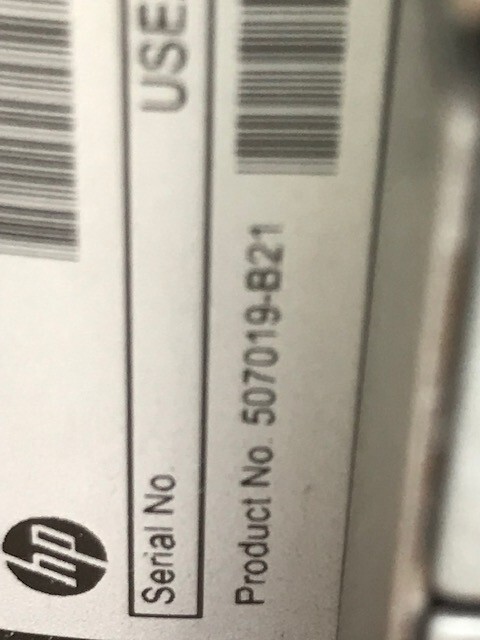 hp
Serial No. USE
Product No. 507019-B21